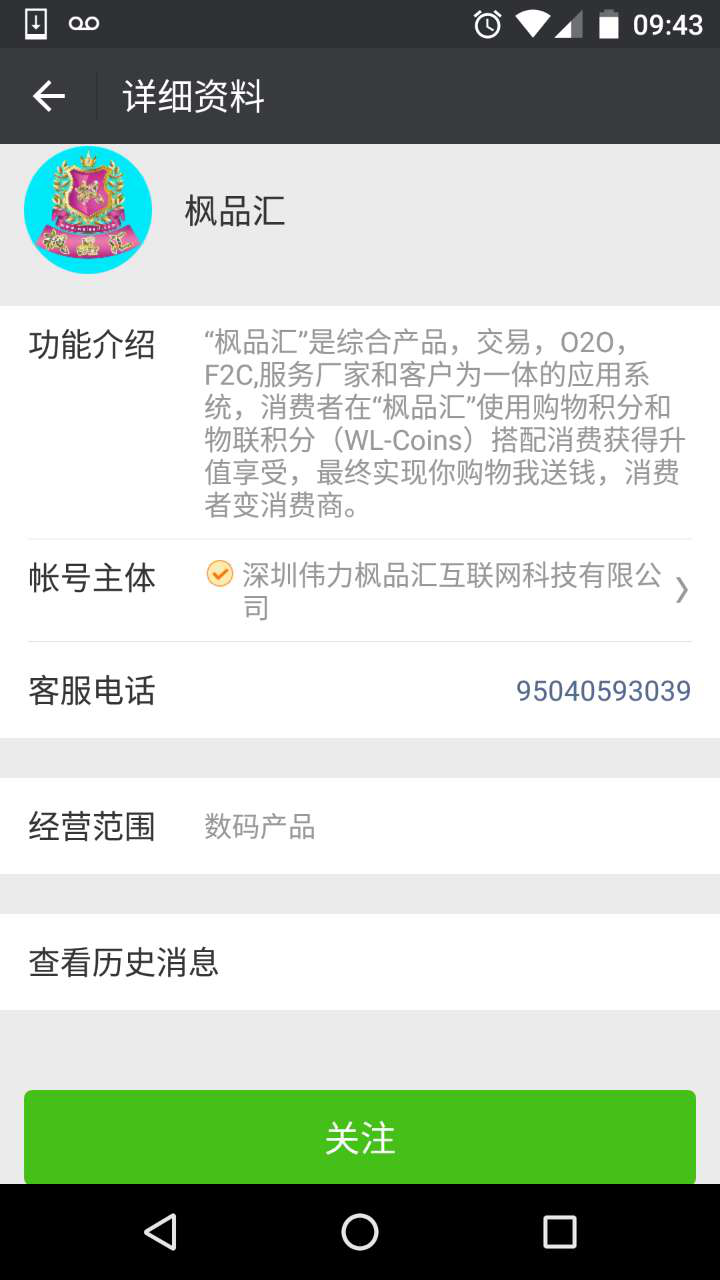 09:43
详细资料
枫品汇
枫品汇
功能介绍
“枫品汇”是综合产品，交易，O2O，
F2C,服务厂家和客户为一体的应用系
统，消费者在“枫品汇”使用购物积分和
物联积分（WL-Coins）搭配消费获得升
值享受，最终实现你购物我送钱，消费
者变消费商。
帐号主体
深圳伟力枫品汇互联网科技有限公
司
客服电话
95040593039
经营范围
数码产品
查看历史消息
关注